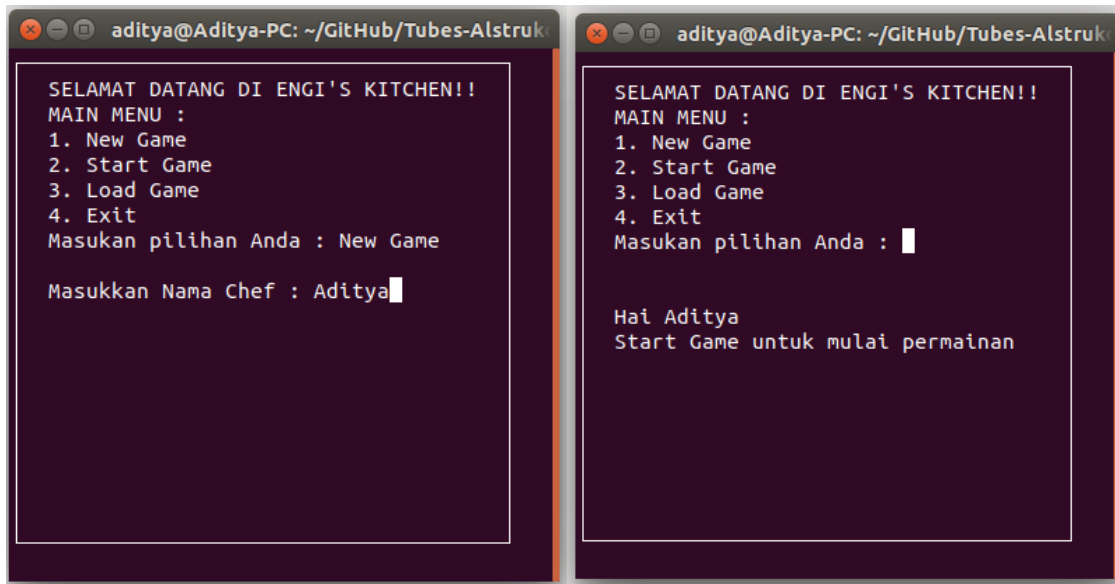 aditya@Aditya-PC: ~/GitHub/Tubes-Alstruk
SELAMAT DATANG DI ENGI'S KITCHEN!!
MAIN MENU :
1. New Game
2. Start Game
3. Load Game
4. Exit
Masukan pilihan Anda : New Game
Masukkan Nama Chef : Aditya
aditya@Aditya-PC: ~/GitHub/Tubes-Alstruk
SELAMAT DATANG DI ENGI'S KITCHEN!!
MAIN MENU :
1. New Game
2. Start Game
3. Load Game
4. Exit
Masukan pilihan Anda :
Hai Aditya
Start Game untuk mulai permainan